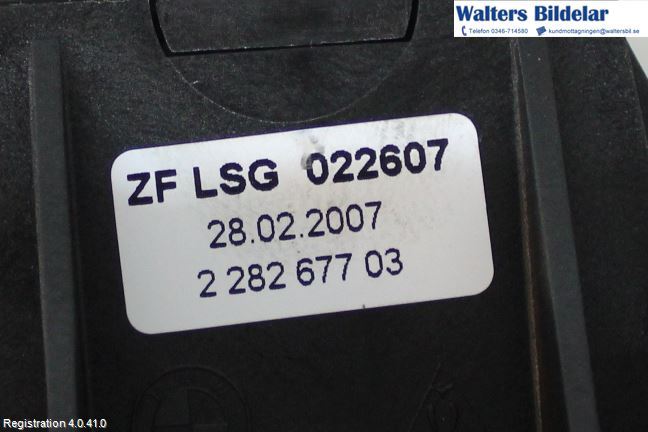 Walters Bildelar
Telefon 0346-714580 kundmottagningen@waltersbil.se
ZF LSG 022607
28.02.2007
2 282 677 03
Registration 4.0.41.0